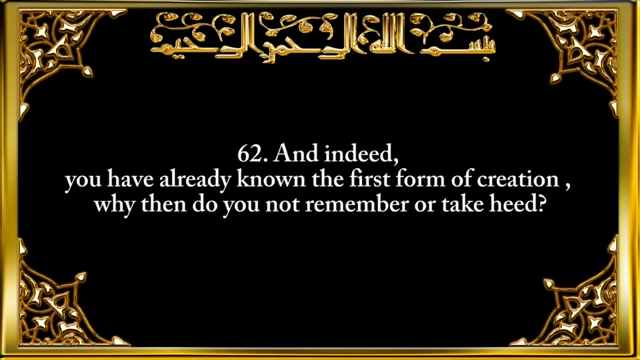 بسم الله الرحمن الرحيم
62. And indeed,
you have already known the first form of creation ,
why then do you not remember or take heed?